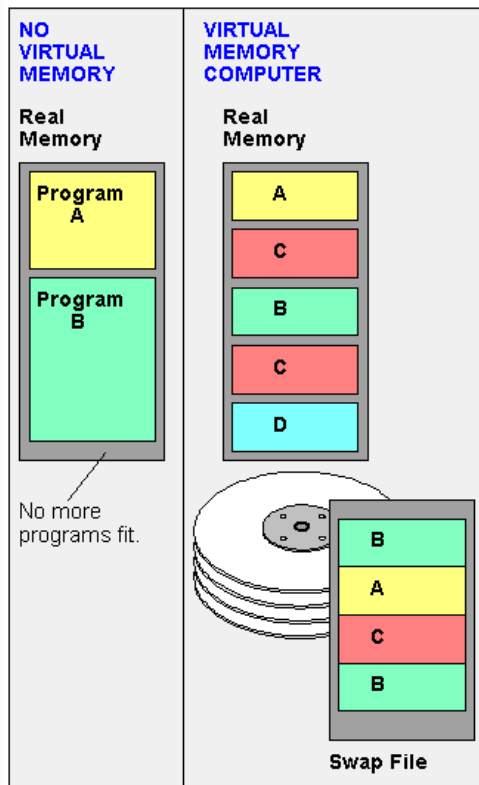 NO
VIRTUAL
MEMORY
Real
Memory
Program
A
Program
B
No more
programs fit.
VIRTUAL
MEMORY
COMPUTER
Real
Memory
A
C
B
C
D
B
A
C
B
Swap File